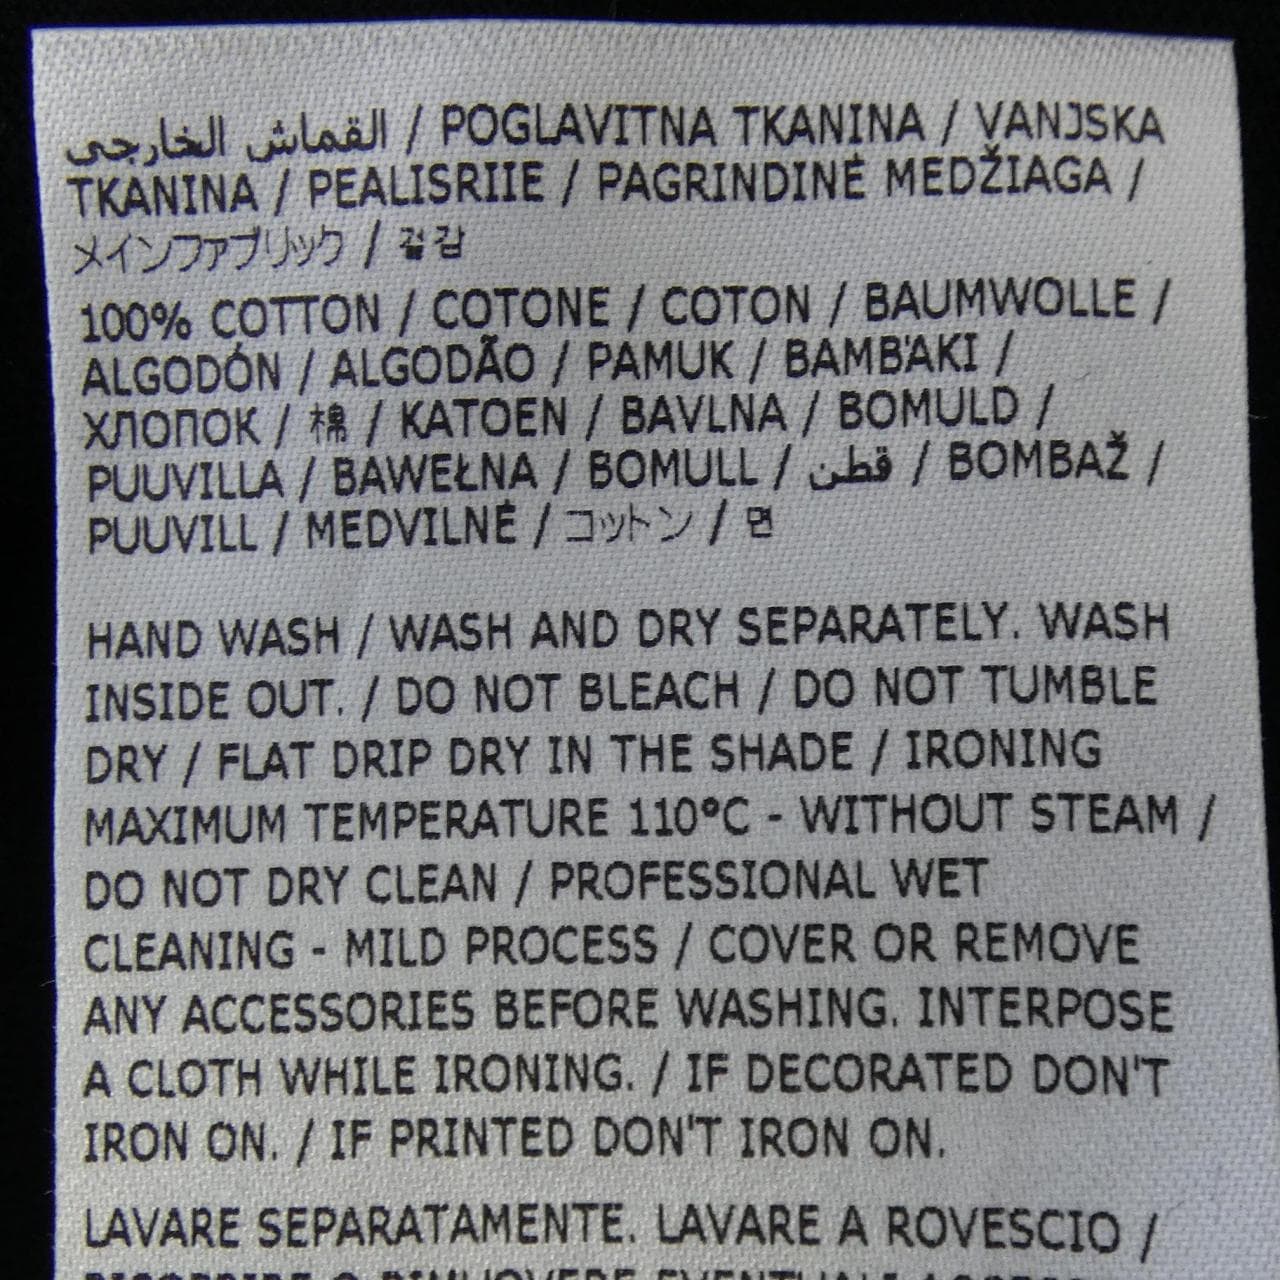 القماش الخارجي / POGLAVITNA TKANINA / VANJSKA
TKANINA / PEALISRIIE / PAGRINDINĖ MEDŽIAGA /
メインファブリック / 겉감
100% COTTON / COTONE / COTON / BAUMWOLLE /
ALGODÓN / ALGODÃO / PAMUK / BAMB'AKI /
ХЛОПОК / 棉 / KATOEN / BAVLNA / BOMULD /
PUUVILLA / BAWEŁNA / BOMULL / قطن / BOMBAŽ /
PUUVILL / MEDVILNĖ / コットン / 면
HAND WASH / WASH AND DRY SEPARATELY. WASH
INSIDE OUT. / DO NOT BLEACH / DO NOT TUMBLE
DRY / FLAT DRIP DRY IN THE SHADE / IRONING
MAXIMUM TEMPERATURE 110°C - WITHOUT STEAM /
DO NOT DRY CLEAN / PROFESSIONAL WET
CLEANING - MILD PROCESS / COVER OR REMOVE
ANY ACCESSORIES BEFORE WASHING. INTERPOSE
A CLOTH WHILE IRONING. / IF DECORATED DON'T
IRON ON. / IF PRINTED DON'T IRON ON.
LAVARE SEPARATAMENTE. LAVARE A ROVESCIO /